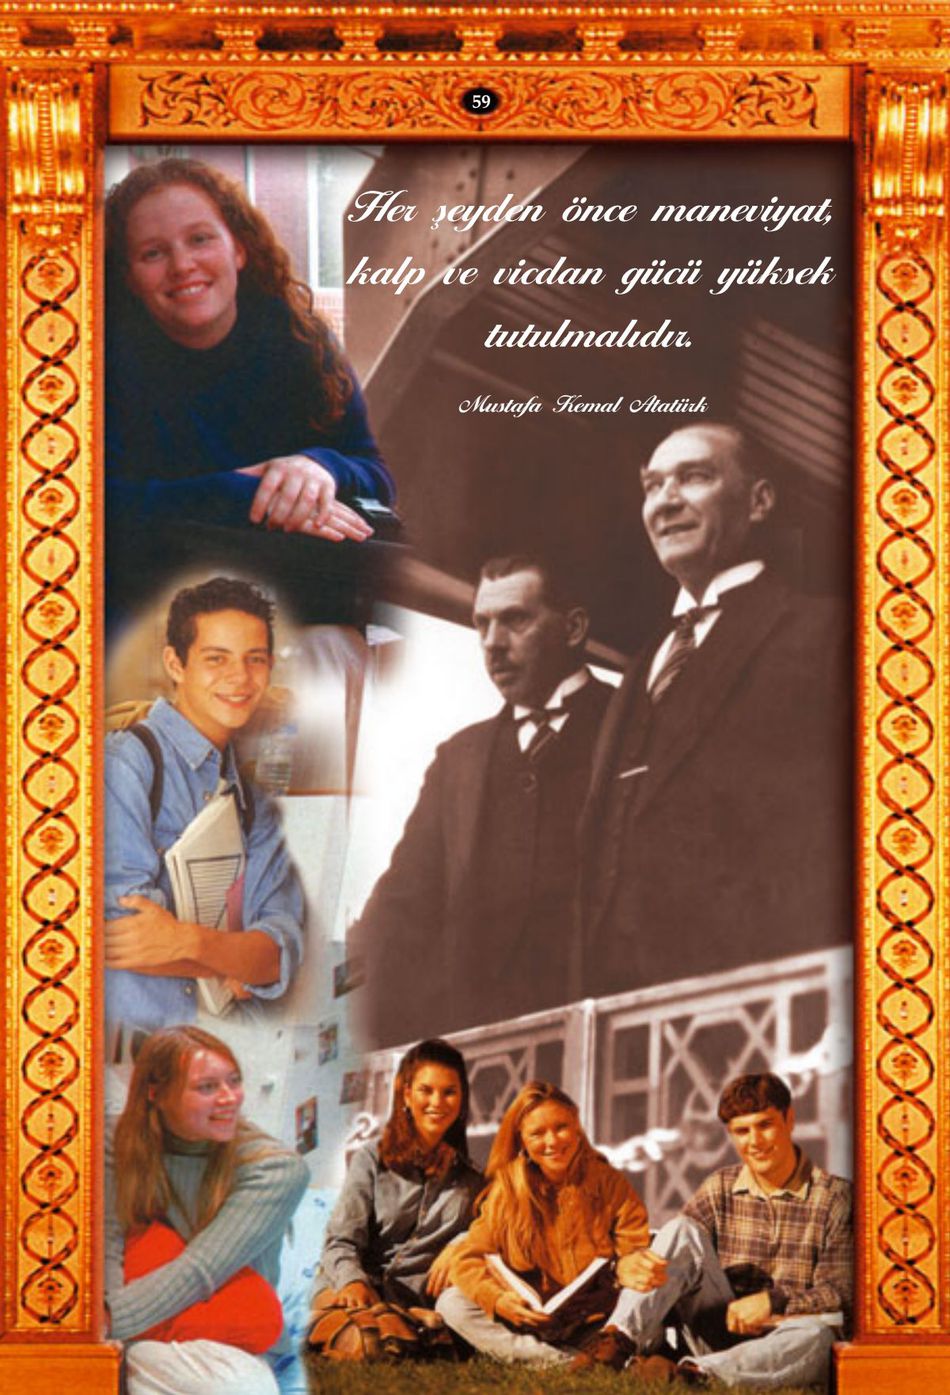 59
Her şeyden önce maneviyat,
kalp ve vicdan gücü yüksek
tutulmalıdır.
Mustafa Kemal Atatürk